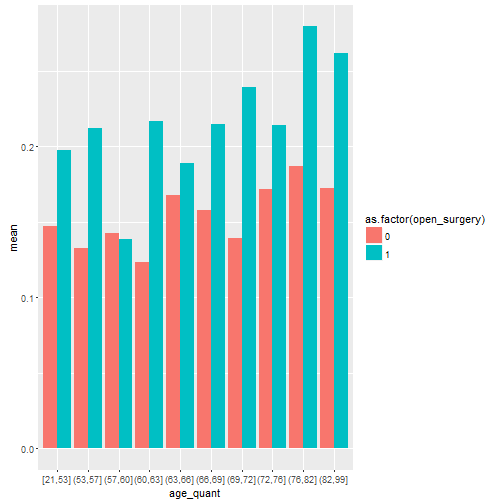 mean
0.2
0.1
0.0
[21,53] (53,57] (57,60] (60,63] (63,66] (66,69] (69,72] (72,76] (76,82] (82,99]
age_quant
as.factor(open_surgery)
0
1